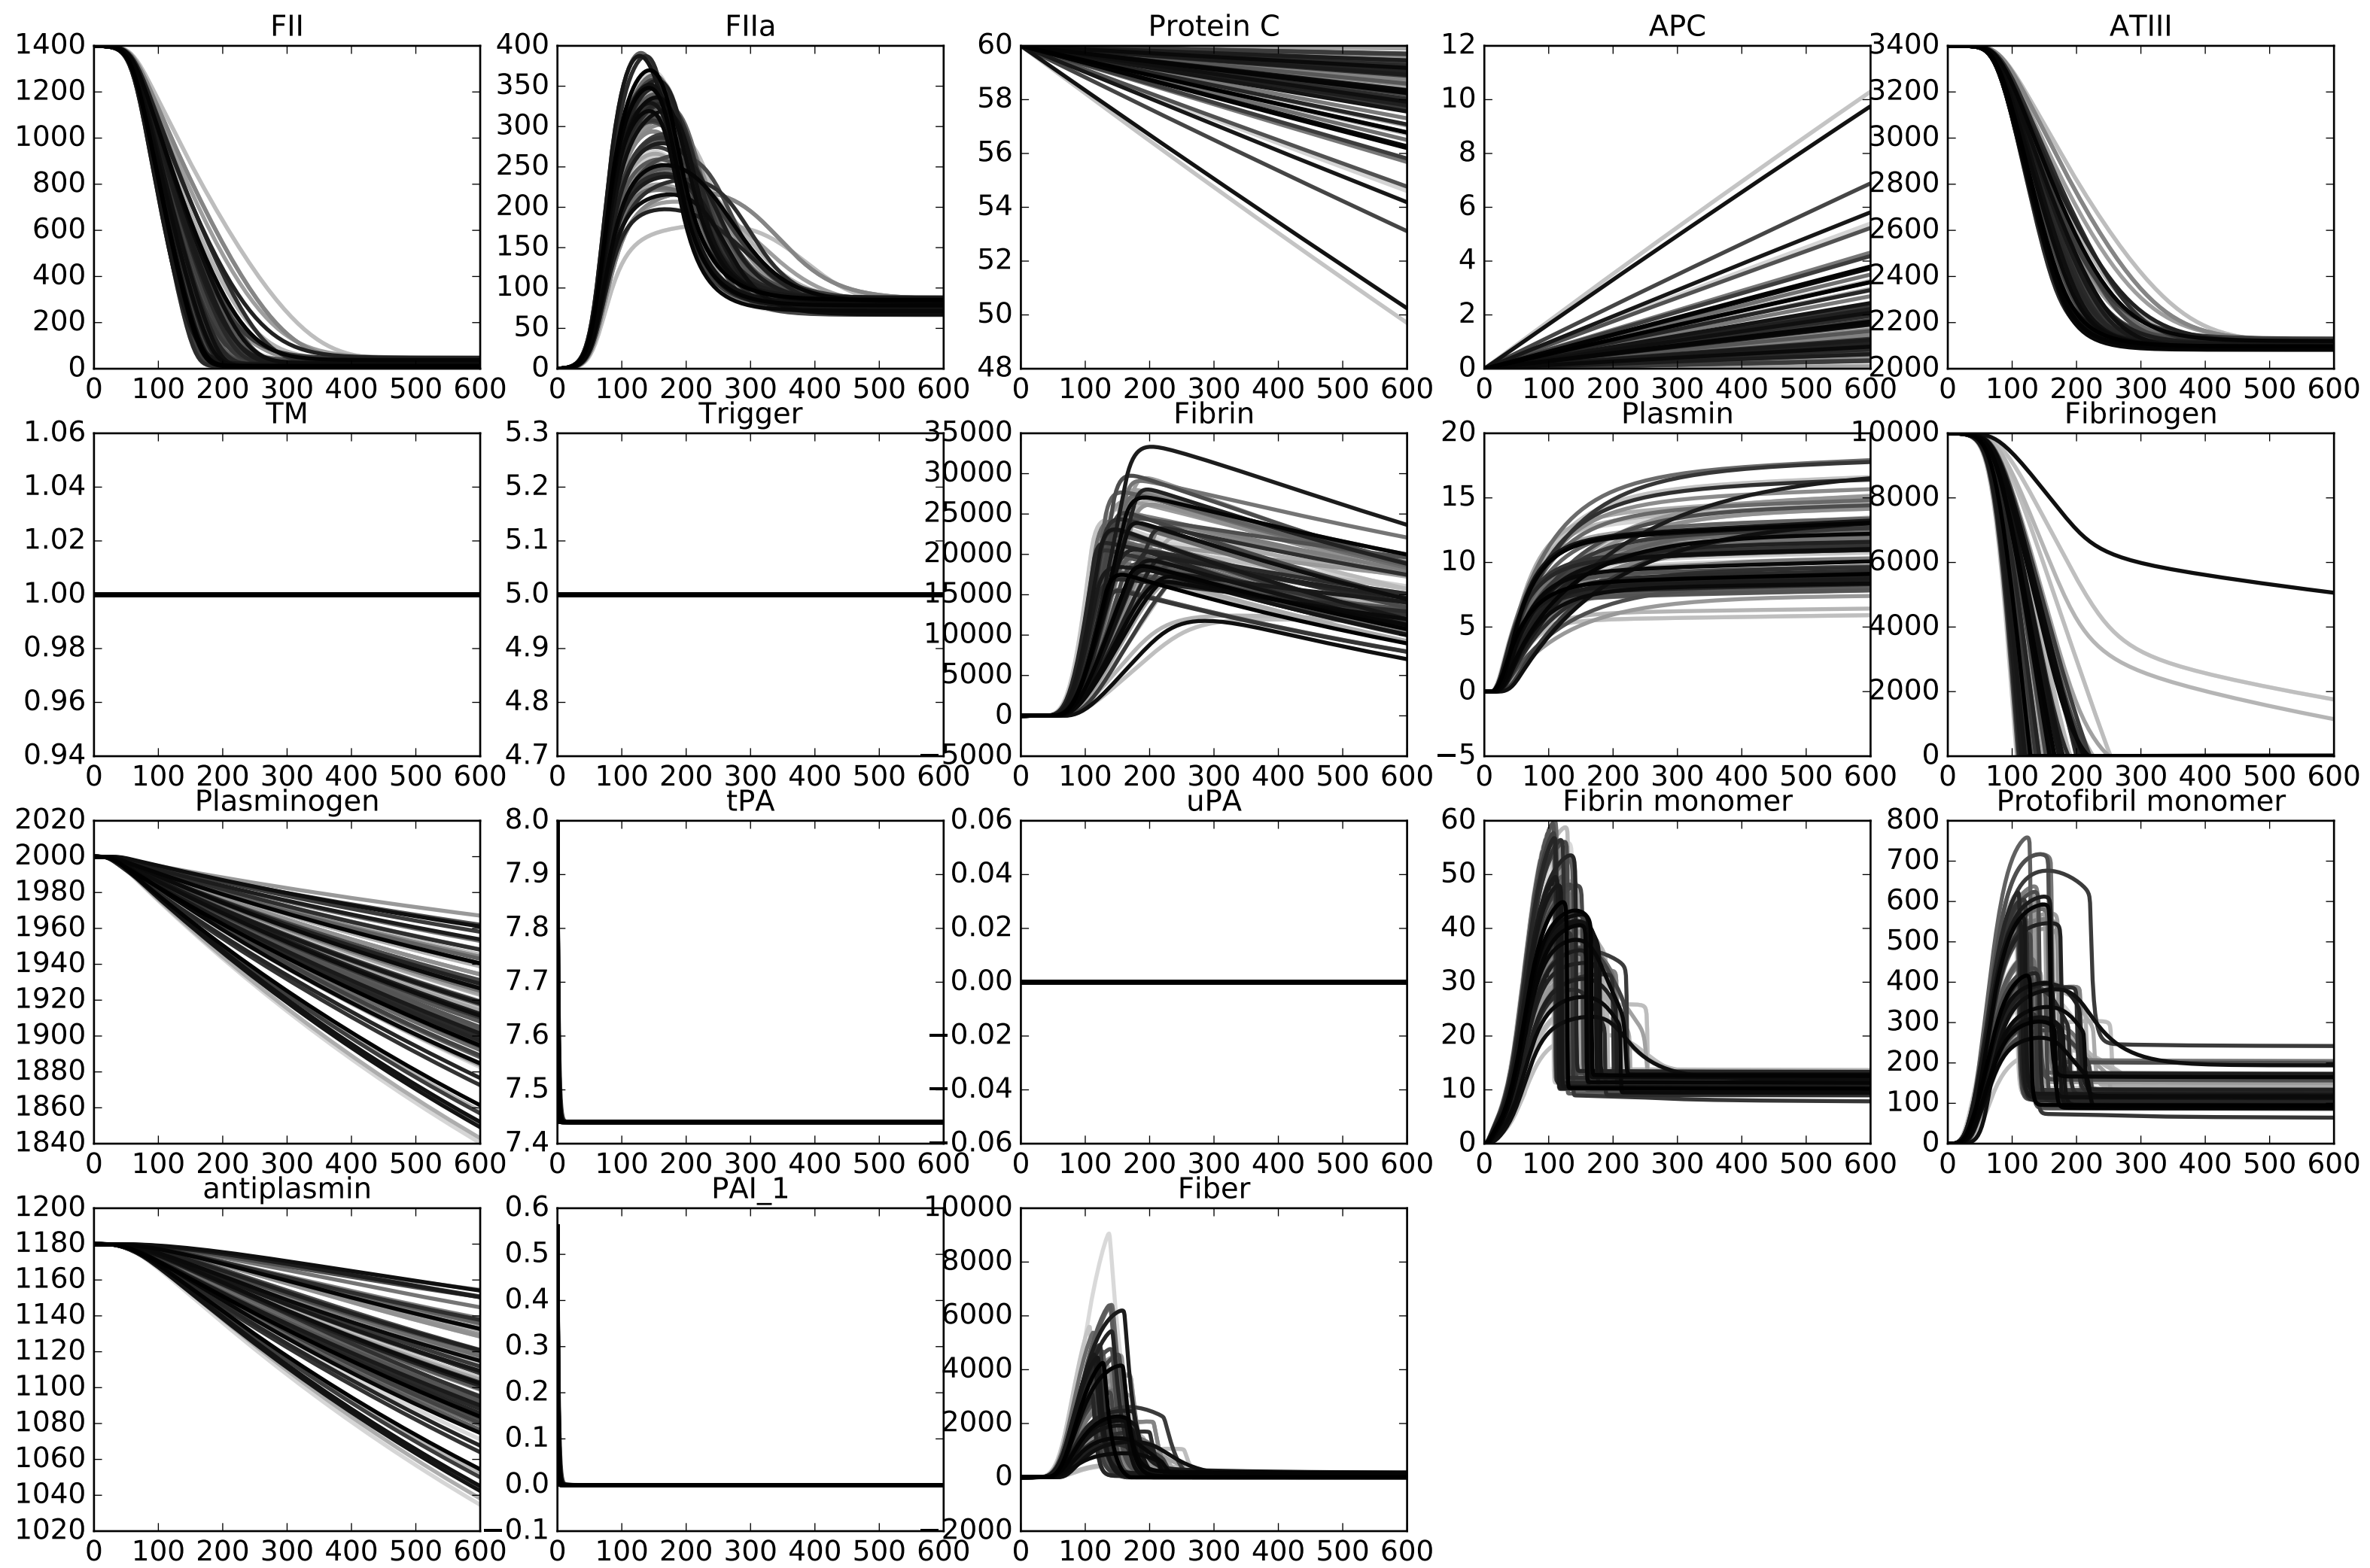 FII FIIa Protein C APC ATIII
1400 400 60 12 3400
1200 350 58 10 3200
1000 300 56 8 3000
800 250 54 6 2800
600 200 52 4 2600
400 150 50 2 2400
200 100 48 0 2200
0 50 2000
0
0 100 200 300 400 500 600 0 100 200 300 400 500 600 0 100 200 300 400 500 600 0 100 200 300 400 500 600 0 100 200 300 400 500 600
TM Trigger Fibrin Plasmin Fibrinogen
1.06 5.3 35000 20 10000
1.04 5.2 30000 15 8000
1.02 5.1 25000 10 6000
1.00 5.0 20000 5 4000
0.98 4.9 15000 0 2000
0.96 4.8 10000 −5 0
0.94 4.7 5000
0
−5000
0 100 200 300 400 500 600 0 100 200 300 400 500 600 0 100 200 300 400 500 600 0 100 200 300 400 500 600 0 100 200 300 400 500 600
Plasminogen tPA uPA Fibrin monomer Protofibril monomer
2020 8.0 0.06 60 800
2000 7.9 0.04 50 700
1980 7.8 0.02 40 600
1960 7.7 0.00 30 500
1940 7.6 −0.02 20 400
1920 7.5 −0.04 10 300
1900 7.4 −0.06 0 200
1880 100
1860 0
1840
0 100 200 300 400 500 600 0 100 200 300 400 500 600 0 100 200 300 400 500 600 0 100 200 300 400 500 600 0 100 200 300 400 500 600
antiplasmin PAI_1 Fiber
1200 0.6 10000
1180 0.5 8000
1160 0.4 6000
1140 0.3 4000
1120 0.2 2000
1100 0.1 0
1080 0.0 −2000
1060 −0.1
1040
1020
0 100 200 300 400 500 600 0 100 200 300 400 500 600 0 100 200 300 400 500 600